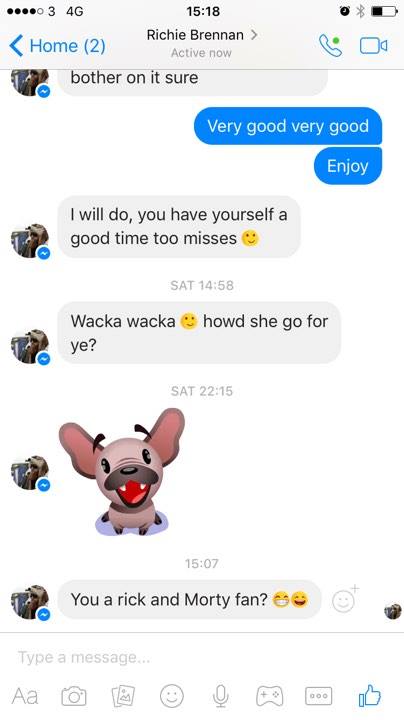 3 4G 15:18
Home (2) Richie Brennan
Active now
bother on it sure
Very good very good
Enjoy
I will do, you have yourself a
good time too misses 🙂
SAT 14:58
Wacka wacka 🙂 howd she go for
ye?
SAT 22:15
15:07
You a rick and Morty fan? 😁😄
Type a message...
Aa